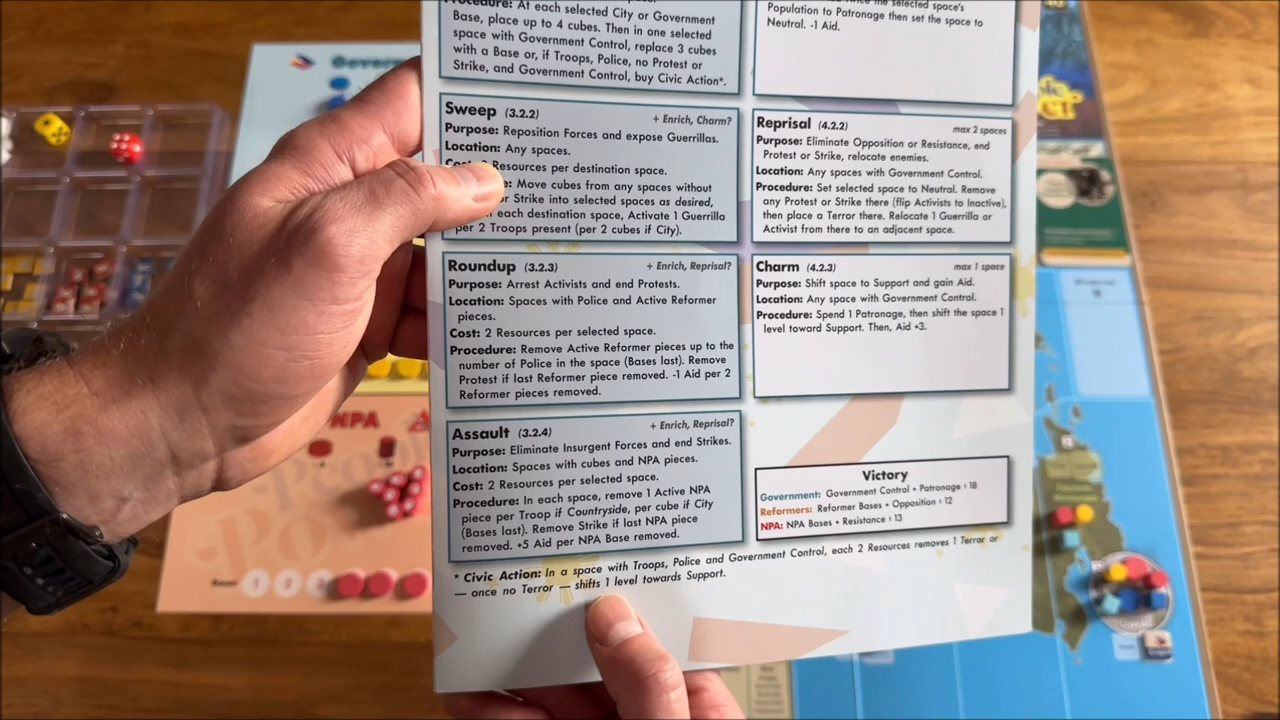 Procedure: At each selected City or Government
Base, place up to 4 cubes. Then in one selected
space with Government Control, replace 3 cubes
with a Base or, if Troops, Police, no Protest or
Strike, and Government Control, buy Civic Action*.
selected space's
Population to Patronage then set the space to
Neutral. -1 Aid.
Sweep (3.2.2) + Enrich, Charm?
Purpose: Reposition Forces and expose Guerrillas.
Location: Any spaces.
Resources per destination space.
Move cubes from any spaces without
or Strike into selected spaces as desired,
each destination space, Activate 1 Guerrilla
per 2 Troops present (per 2 cubes if City).
Reprisal (4.2.2) max 2 spaces
Purpose: Eliminate Opposition or Resistance, end
Protest or Strike, relocate enemies.
Location: Any spaces with Government Control.
Procedure: Set selected space to Neutral. Remove
any Protest or Strike there (flip Activists to Inactive),
then place a Terror there. Relocate 1 Guerrilla or
Activist from there to an adjacent space.
Roundup (3.2.3) + Enrich, Reprisal?
Purpose: Arrest Activists and end Protests.
Location: Spaces with Police and Active Reformer
pieces.
Cost: 2 Resources per selected space.
Procedure: Remove Active Reformer pieces up to the
number of Police in the space (Bases last). Remove
Protest if last Reformer piece removed. -1 Aid per 2
Reformer pieces removed.
Charm (4.2.3) max 1 space
Purpose: Shift space to Support and gain Aid.
Location: Any space with Government Control.
Procedure: Spend 1 Patronage, then shift the space 1
level toward Support. Then, Aid +3.
Assault (3.2.4) + Enrich, Reprisal?
Purpose: Eliminate Insurgent Forces and end Strikes.
Location: Spaces with cubes and NPA pieces.
Cost: 2 Resources per selected space.
Procedure: In each space, remove 1 Active NPA
piece per Troop if Countryside, per cube if City
(Bases last). Remove Strike if last NPA piece
removed. +5 Aid per NPA Base removed.
Victory
Government: Government Control + Patronage > 18
Reformers: Reformer Bases + Opposition > 12
NPA: NPA Bases + Resistance > 13
* Civic Action: In a space with Troops, Police and Government Control, each 2 Resources removes 1 Terror or
— once no Terror — shifts 1 level towards Support.
NPA